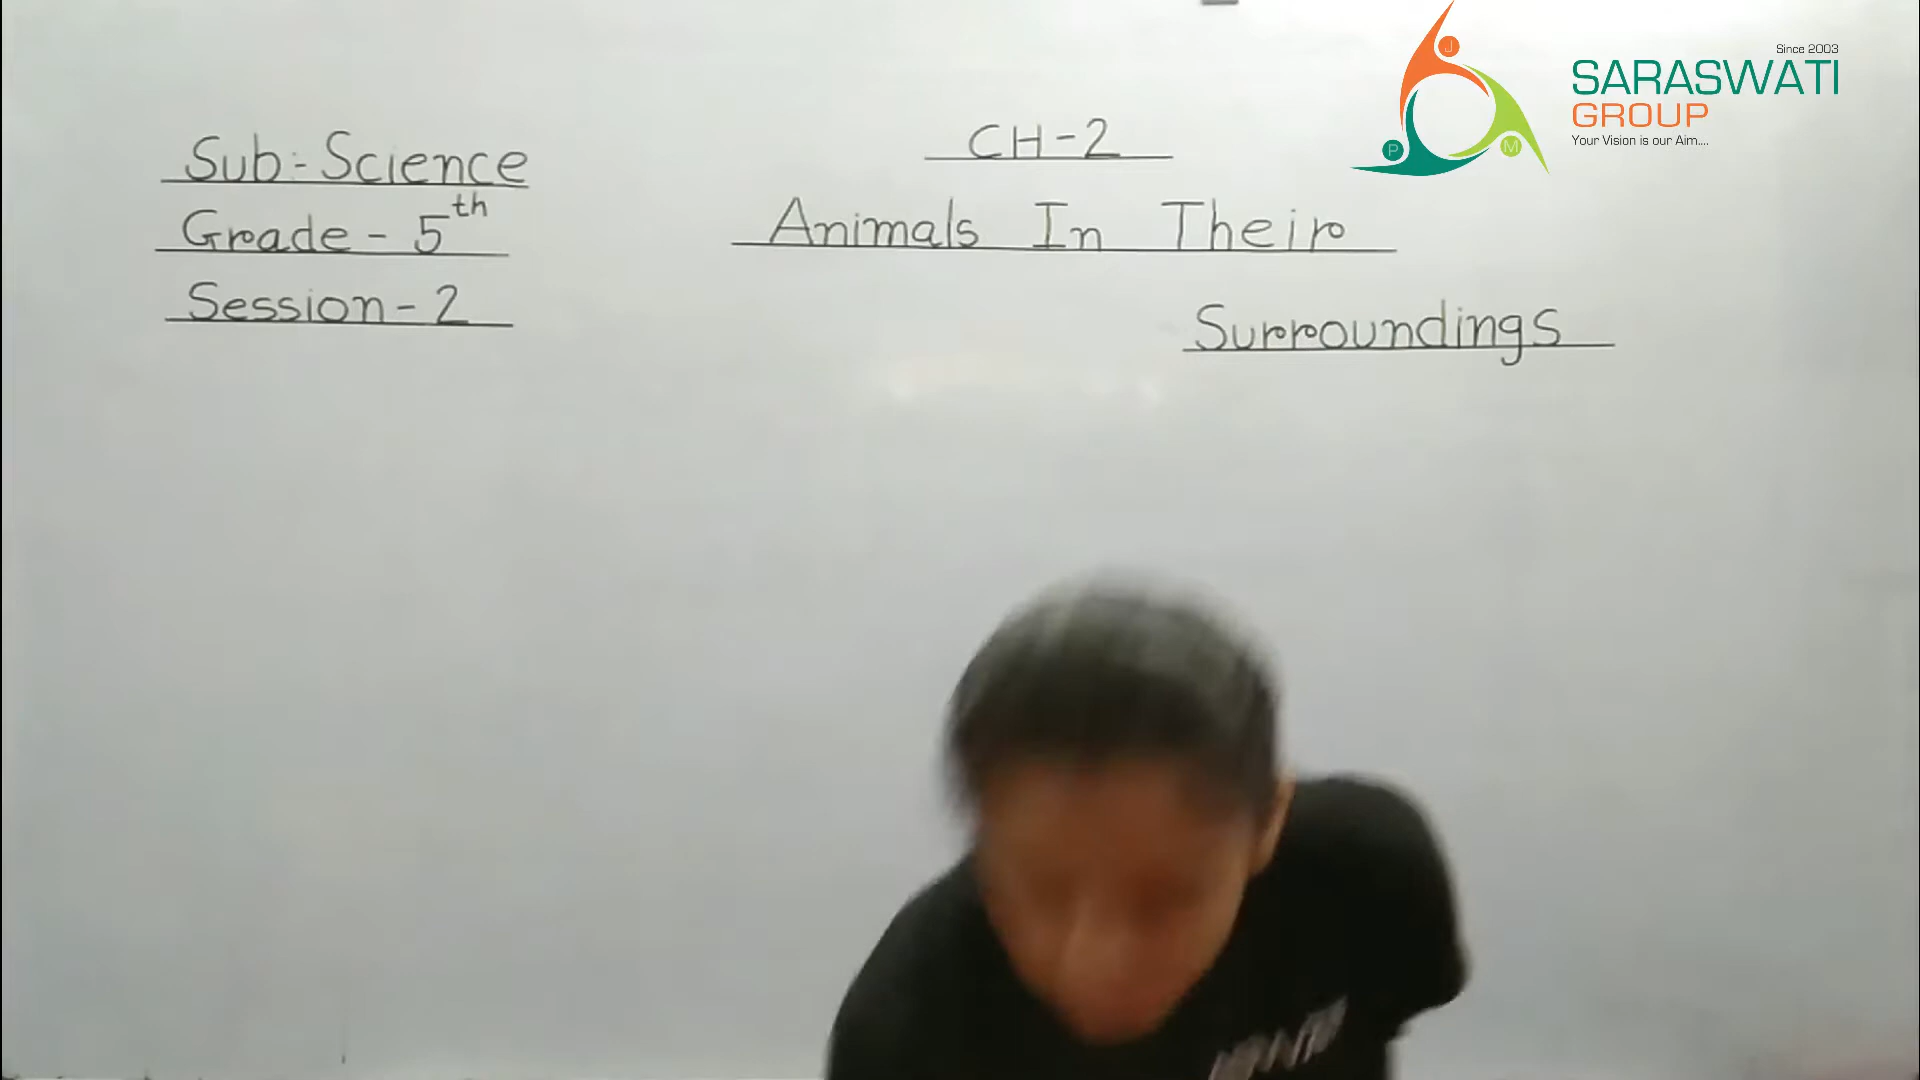 Sub:-Science
Grade-5th
Session-2
CH-2
Animals In Their
Surroundings
Since 2003
SARASWATI
GROUP
Your Vision is our Aim....
J
P
M